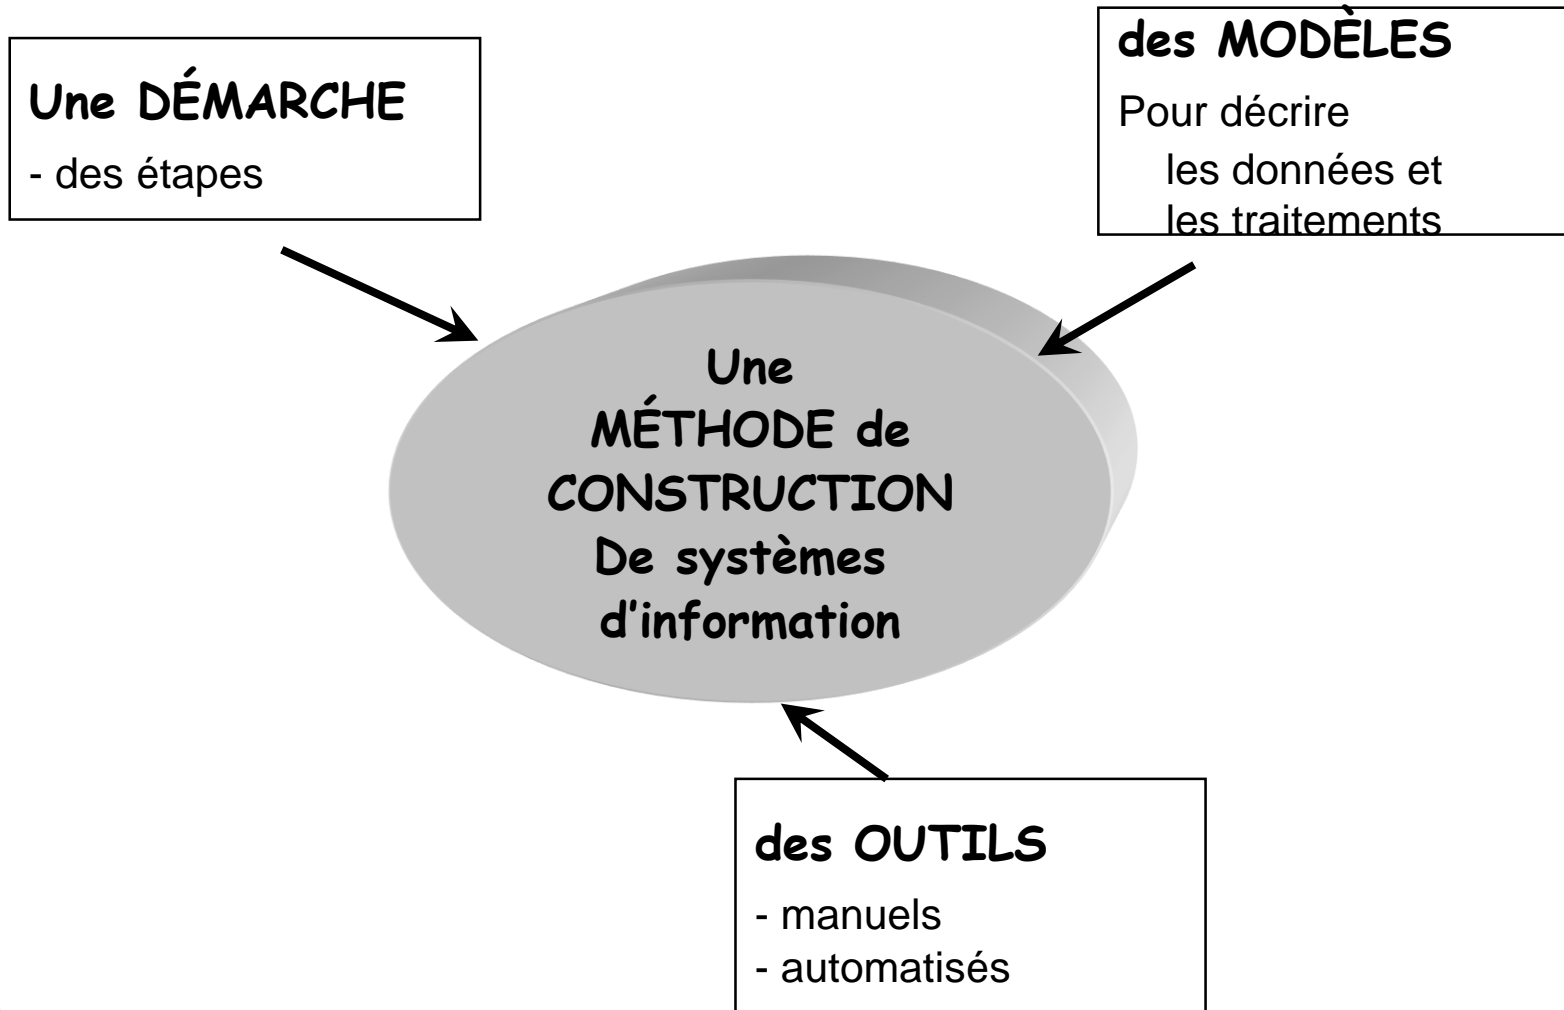 Une DÉMARCHE
- des étapes
des MODÈLES
Pour décrire
les données et
les traitements
Une
MÉTHODE de
CONSTRUCTION
De systèmes
d'information
des OUTILS
- manuels
- automatisés